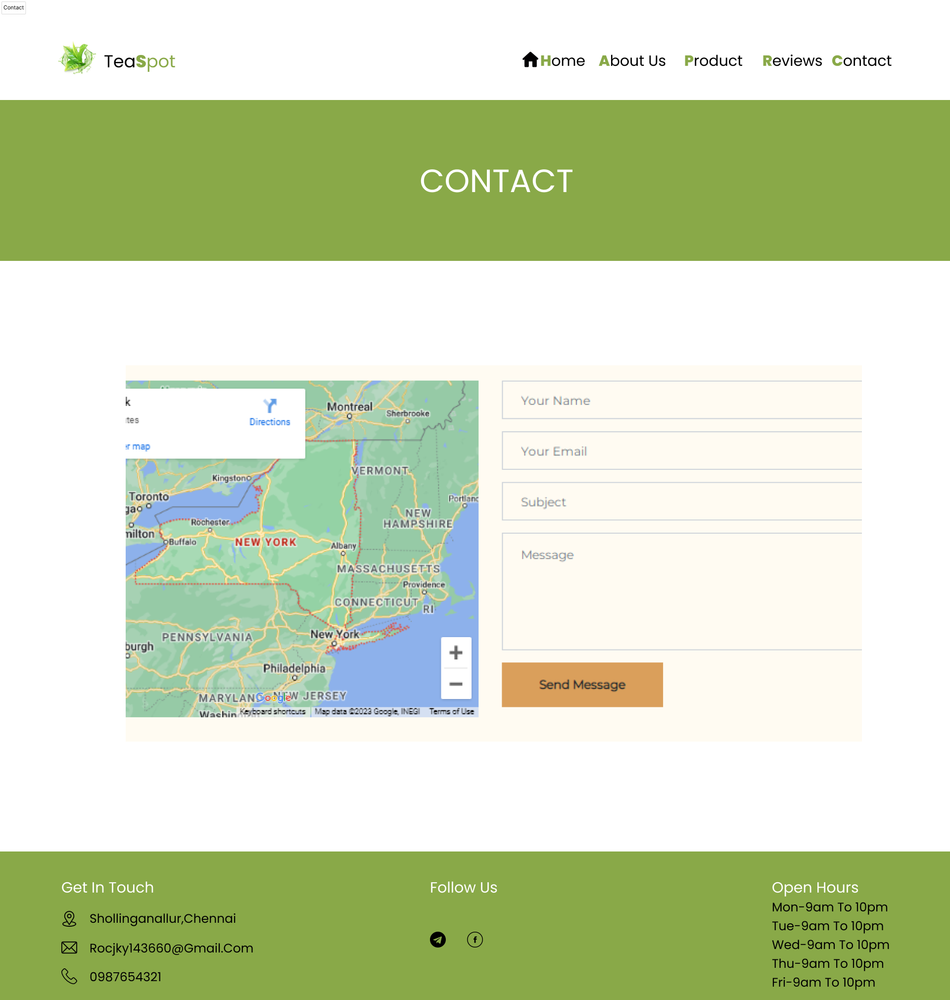 Contact
TeaSpot
Home About Us Product Reviews Contact
CONTACT
k
Directions
er map
Montreal
Sherbrooke
Kingston
VERMONT
Toronto
Portland
NEW
HAMPSHIRE
Rochester
milton
Buffalo
NEW YORK
Albany
MASSACHUSETTS
Providence
CONNECTICUT
RI
PENNSYLVANIA
New York
burgh
Philadelphia
MARYLAN
Google
NEW JERSEY
Washin
Keyboard shortcuts
Map data ©2023 Google, INEGI
Terms of Use
Your Name
Your Email
Subject
Message
Send Message
Get In Touch
Shollinganallur,Chennai
Rocjky143660@Gmail.Com
0987654321
Follow Us
Open Hours
Mon-9am To 10pm
Tue-9am To 10pm
Wed-9am To 10pm
Thu-9am To 10pm
Fri-9am To 10pm